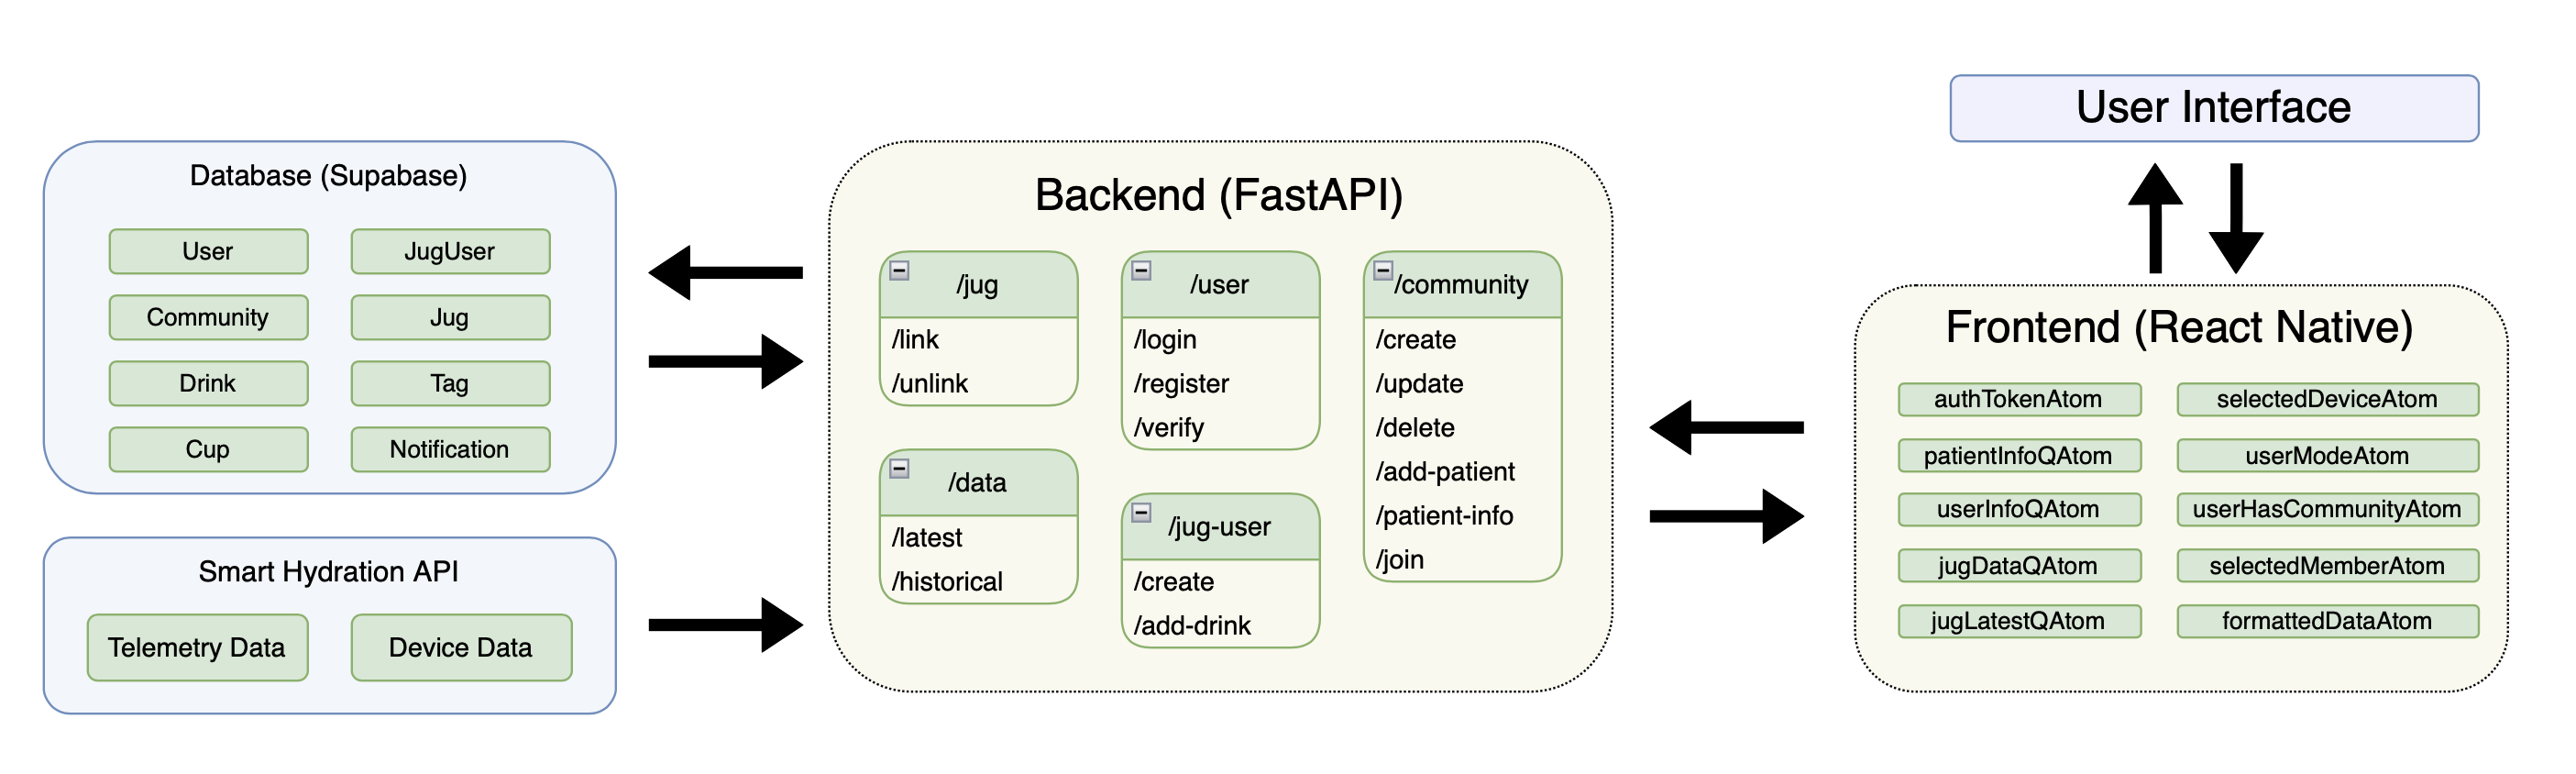 Database (Supabase)
User
JugUser
Community
Jug
Drink
Tag
Cup
Notification
Smart Hydration API
Telemetry Data
Device Data
Backend (FastAPI)
/jug
/link
/unlink
/data
/latest
/historical
/user
/login
/register
/verify
/jug-user
/create
/add-drink
/community
/create
/update
/delete
/add-patient
/patient-info
/join
User Interface
Frontend (React Native)
authTokenAtom
selectedDeviceAtom
patientInfoQAtom
userModeAtom
userInfoQAtom
userHasCommunityAtom
jugDataQAtom
selectedMemberAtom
jugLatestQAtom
formattedDataAtom